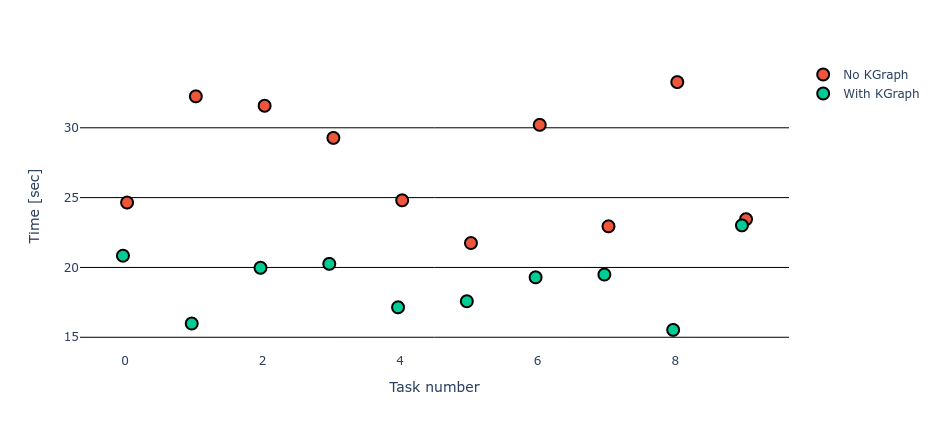 No KGraph
With KGraph
30
25
20
15
Time [sec]
0 2 4 6 8
Task number